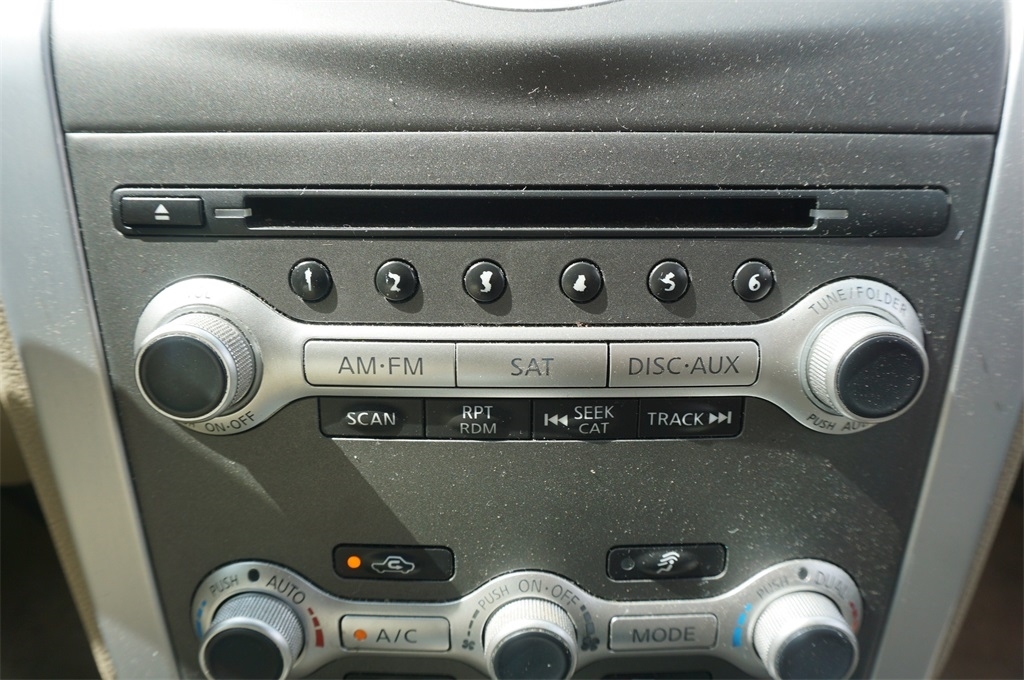 1 2 3 4 5 6
TUNE/FOLDER
AM·FM SAT DISC·AUX
ON·OFF
PUSH
SCAN RPT RDM SEEK CAT TRACK
PUSH AUTO
PUSH ON·OFF
PUSH DUAL
A/C MODE